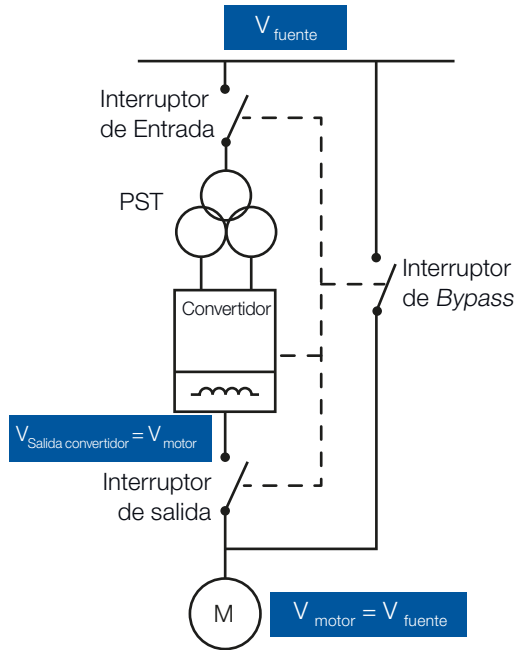 V fuente
Interruptor
de Entrada
PST
Interruptor
de Bypass
Convertidor
V Salida convertidor = V motor
Interruptor
de salida
M
V motor = V fuente